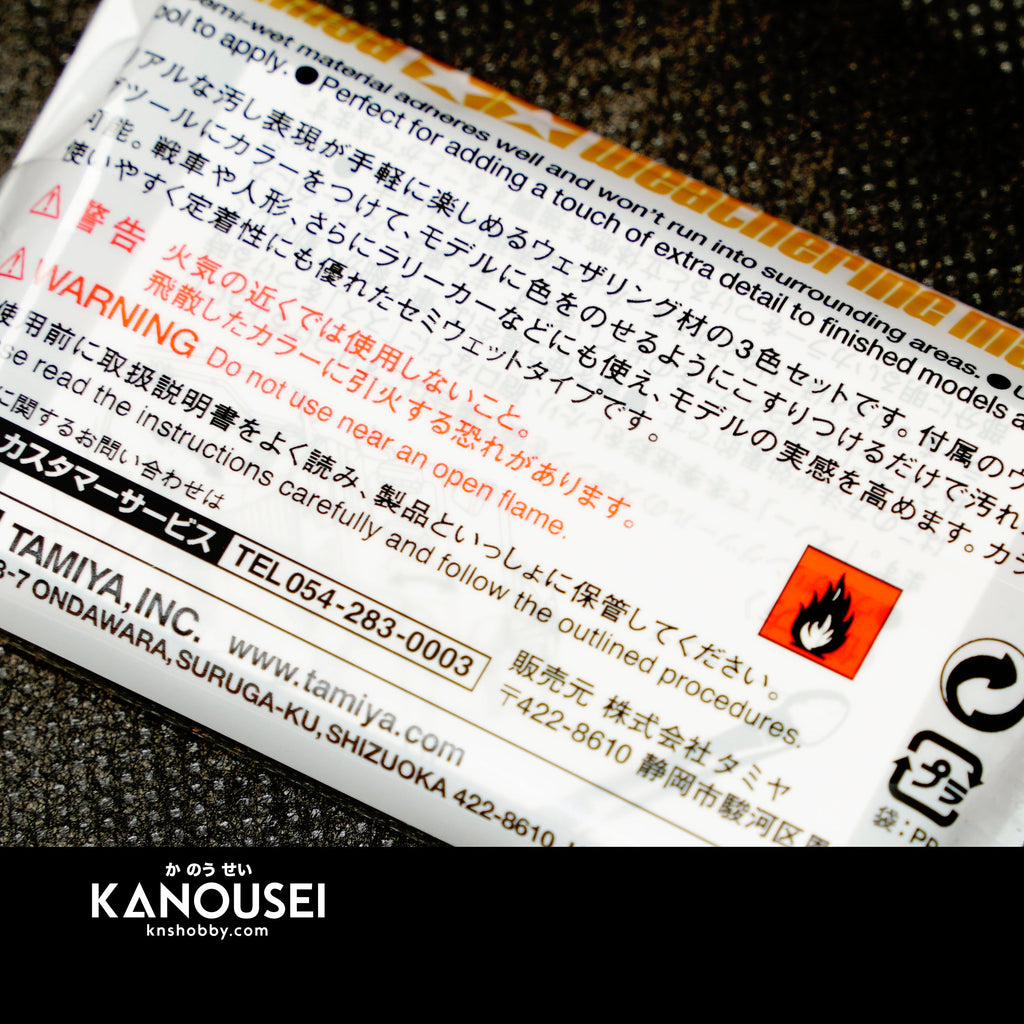 semi-wet material adheres well and won't run into surrounding areas. ●
to apply. ●Perfect for adding a touch of extra detail to finished models
アルな汚し表現が手軽に楽しめるウェザリング材の3色セットです。付属の
ツールにカラーをつけて、モデルに色をのせるようにこすりつけるだけで汚れ
可能。戦車や人形、さらにラリーカーなどにも使え、モデルの実感を高めます。カラ
使いやすく定着性にも優れたセミウェットタイプです。
警告 火気の近くでは使用しないこと。
飛散したカラーに引火する恐れがあります。
WARNING Do not use near an open flame.
使用前に取扱説明書をよく読み、製品といっしょに保管してください。
read the instructions carefully and follow the outlined procedures.
に関するお問い合わせは
カスタマーサービス TEL 054-283-0003
TAMIYA, INC. www.tamiya.com
3-7 ONDAWARA, SURUGA-KU, SHIZUOKA 422-8610
販売元 株式会社 タミヤ
〒422-8610 静岡市駿河区
プラ
袋:PP
か のう せい
KANOUSEI
knshobby.com